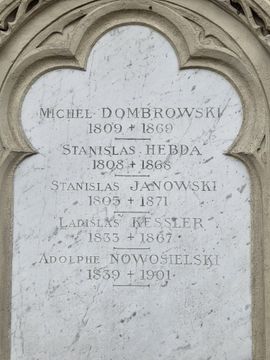 MICHEL DOMBROWSKI
1809 + 1869
STANISLAS HEBDA
1808 + 1868
STANISLAS JANOWSKI
1805 + 1871
LADISLAS KESSLER
1833 + 1867
ADOLPHE NOWOSIELSKI
1839 + 1901